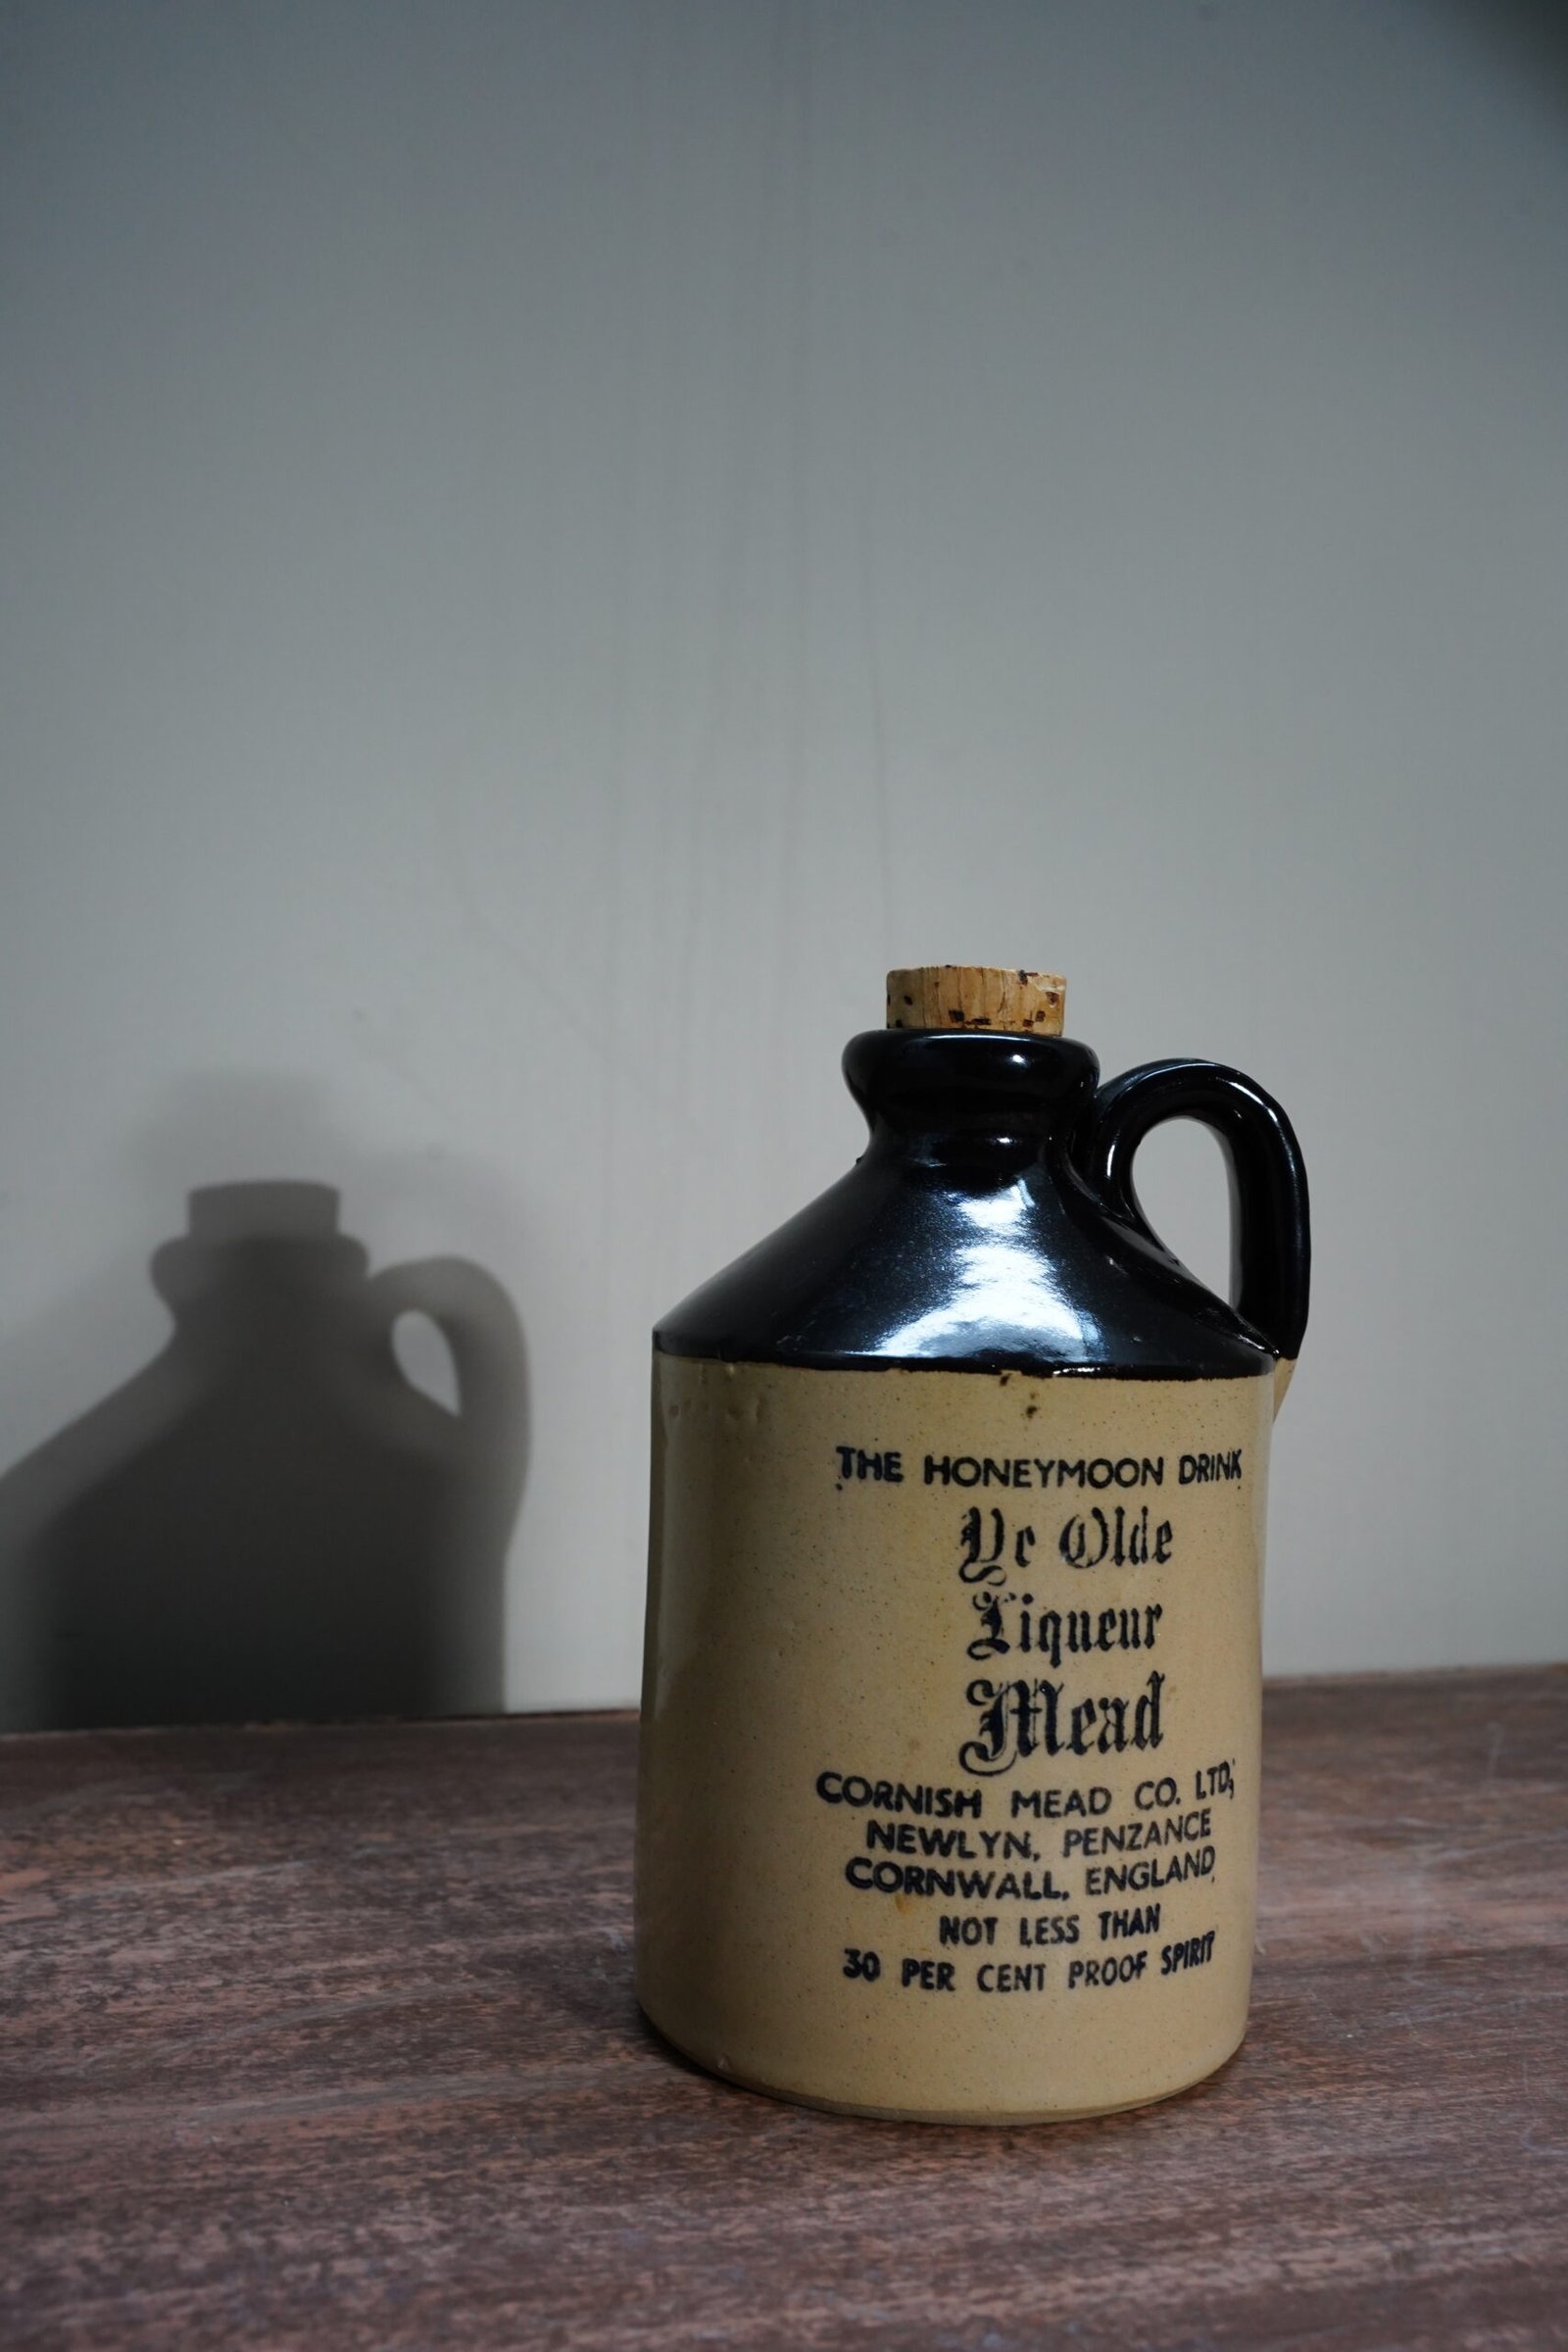 THE HONEYMOON DRINK
Ye Olde
Liqueur
Mead
CORNISH MEAD CO. LTD,
NEWLYN, PENZANCE
CORNWALL, ENGLAND
NOT LESS THAN
30 PER CENT PROOF SPIRIT